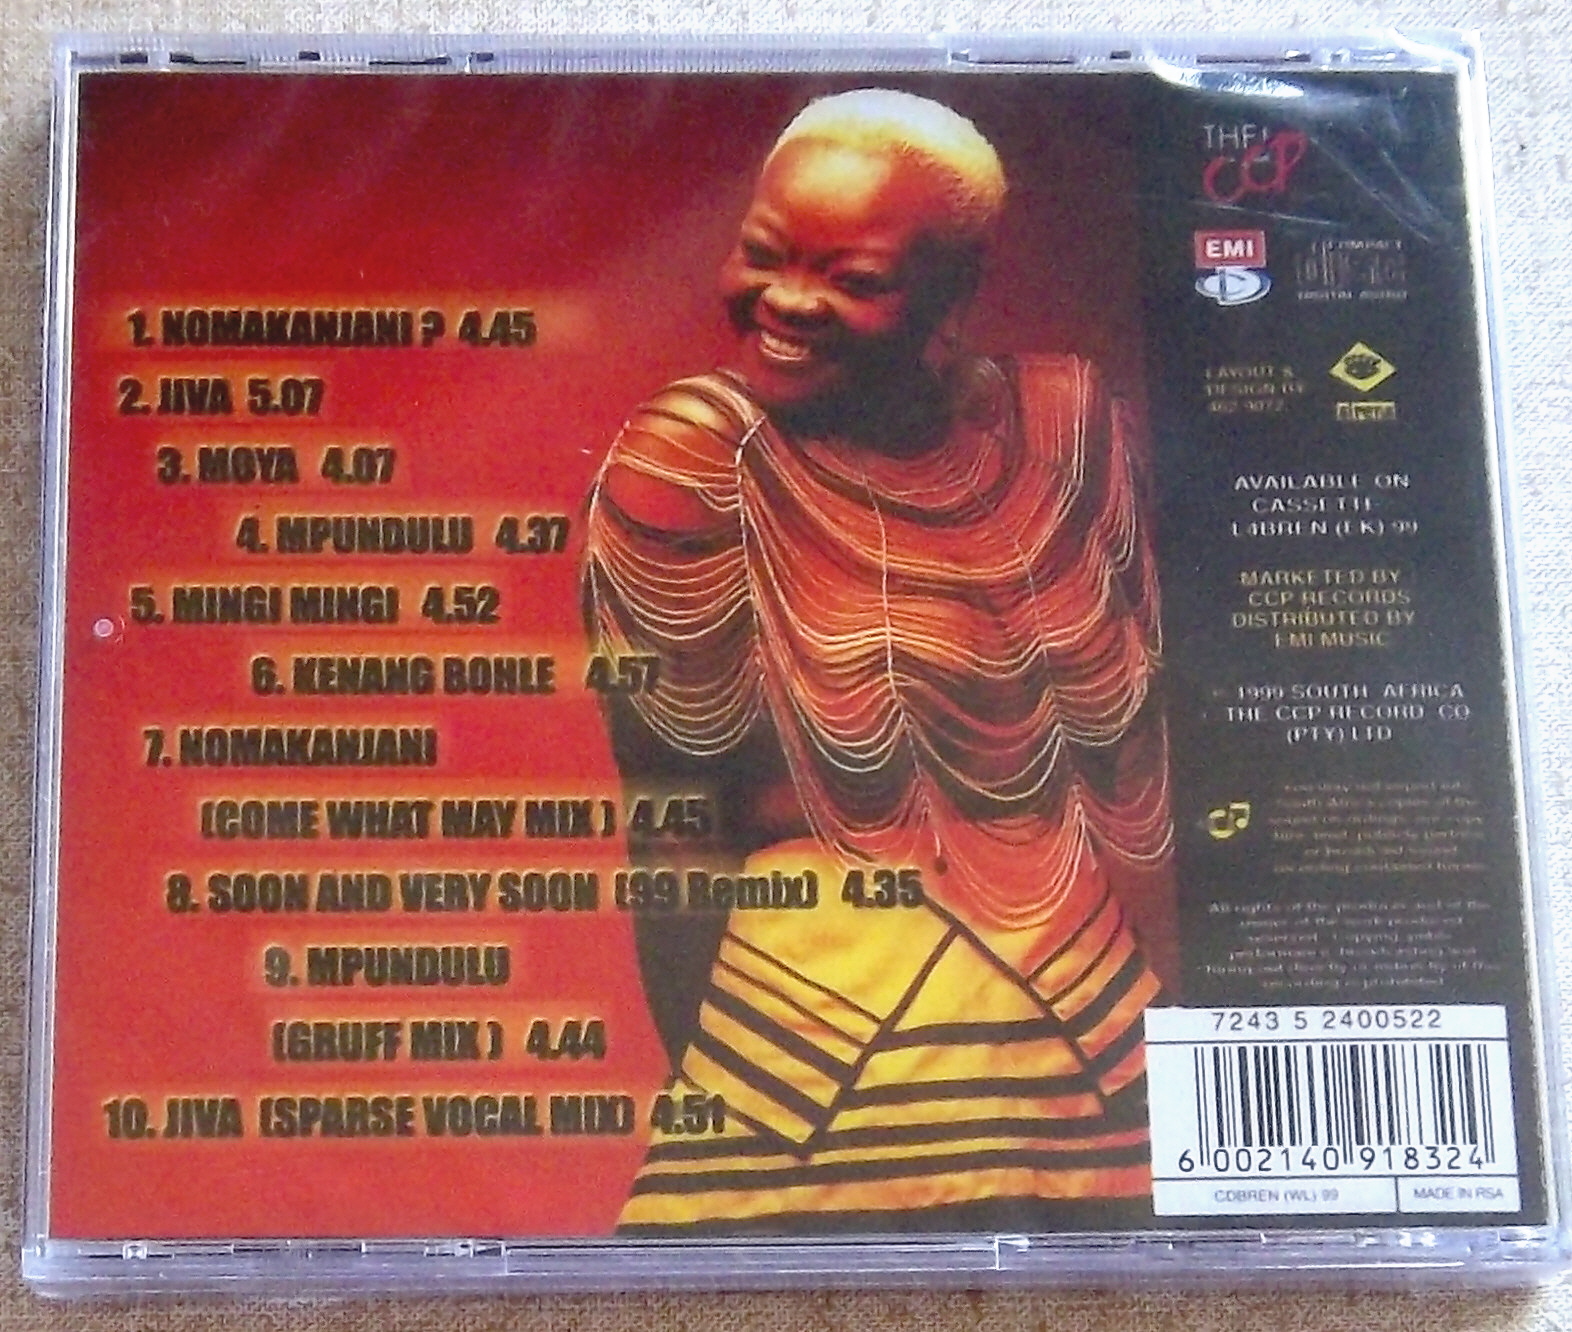 1. NOMAKANJANI ? 4.45
2. JIVA 5.07
3. MOYA 4.07
4. MPUNDULU 4.37
5. MINGI MINGI 4.52
6. KENANG BOHLE 4.57
7. NOMAKANJANI
(COME WHAT MAY MIX) 4.45
8. SOON AND VERY SOON (99 Remix) 4.35
9. MPUNDULU
(GRUFF MIX) 4.44
10. JIVA (SPARSE VOCAL MIX) 4.51
THE
CCP
EMI
COMPACT
DIGITAL AUDIO
LAYOUT &
DESIGN BY
AVAILABLE ON
CASSETTE
L4BREN (EK) 99
MARKETED BY
CCP RECORDS
DISTRIBUTED BY
EMI MUSIC
1999 SOUTH AFRICA
THE CCP RECORD CO
(PTY) LTD
7243 5 2400522
6 002140 918324
CDBREN (WL) 99
MADE IN RSA